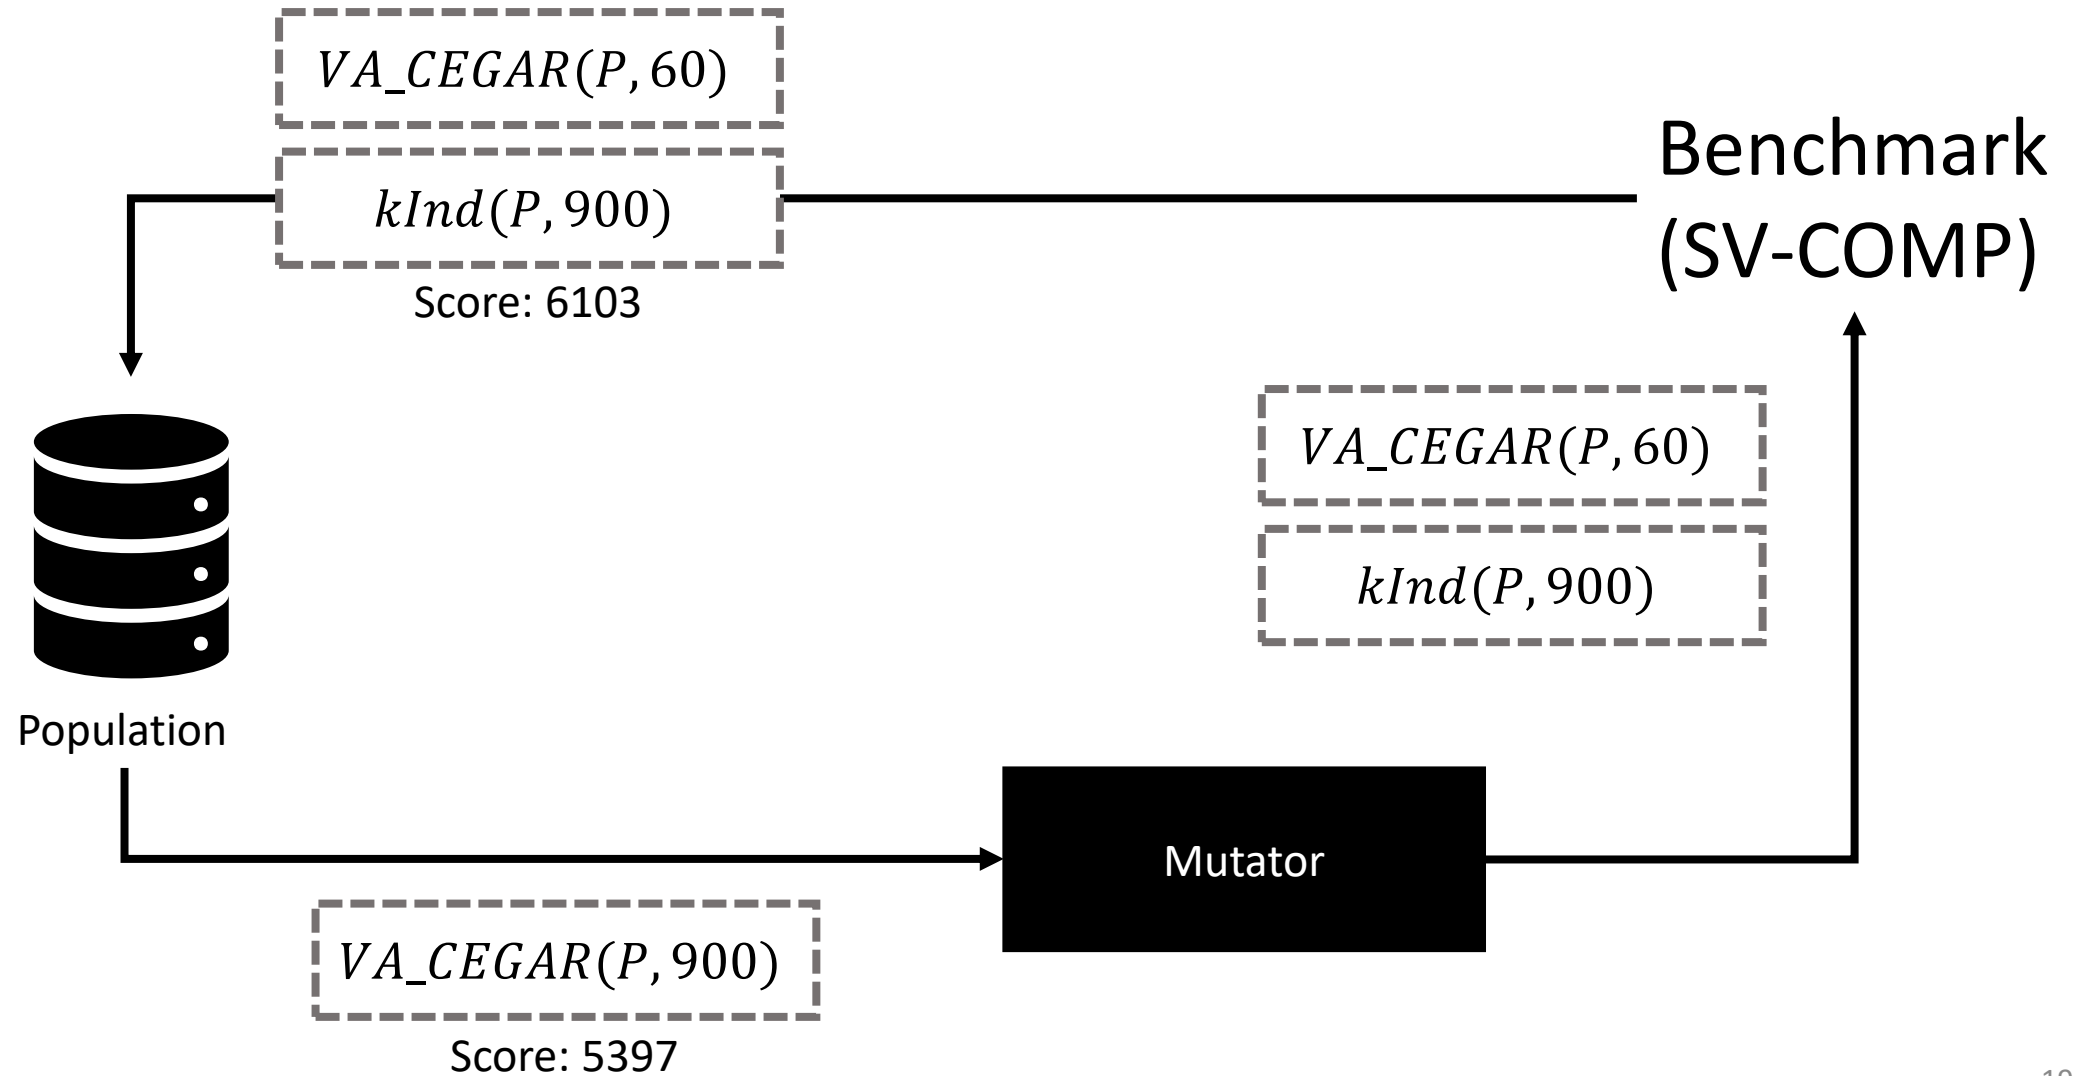 VA_CEGAR(P, 60)
kInd(P, 900)
Score: 6103
Benchmark
(SV-COMP)
VA_CEGAR(P, 60)
kInd(P, 900)
Population
Mutator
VA_CEGAR(P, 900)
Score: 5397